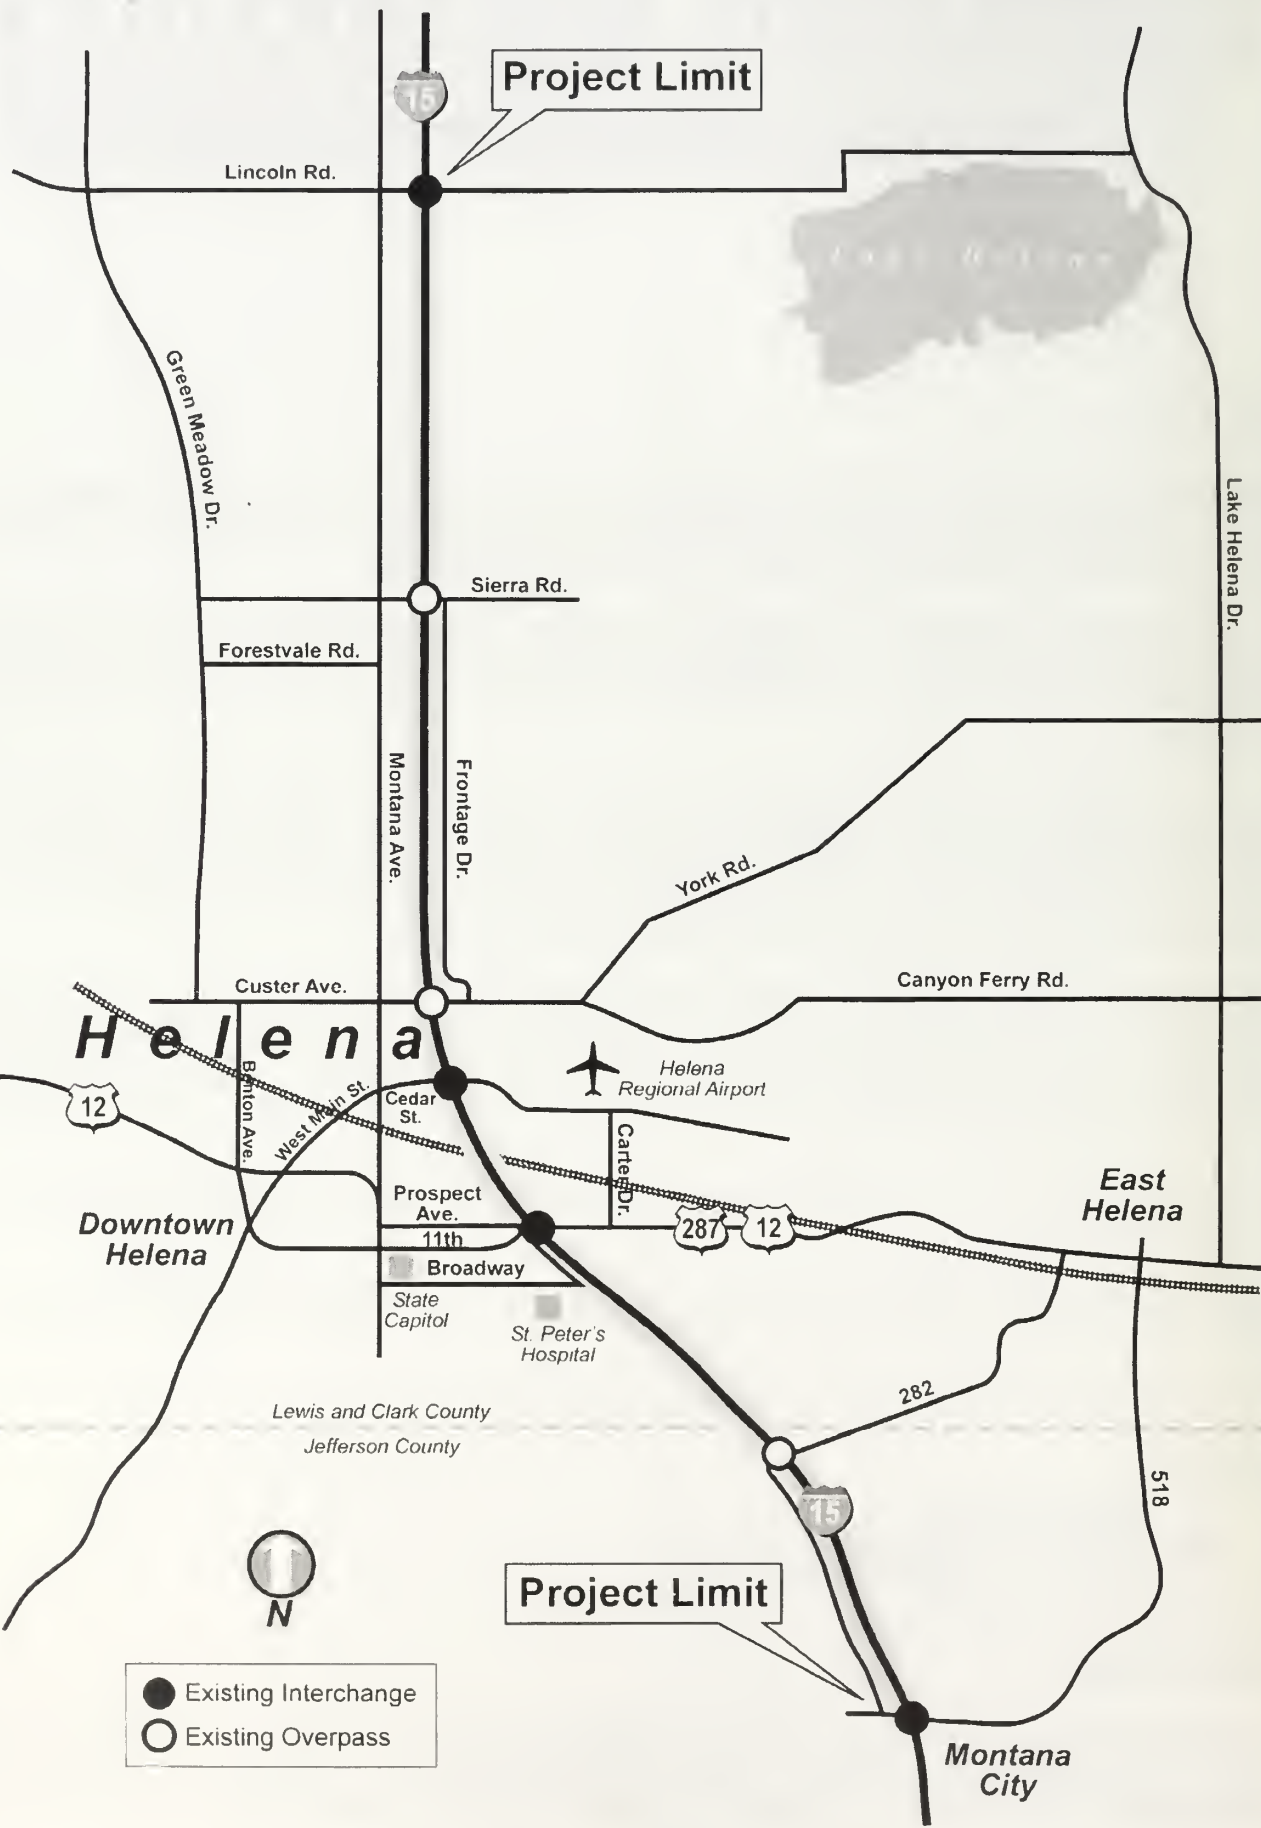 Project Limit
15
Lincoln Rd.
Lake Helena
Green Meadow Dr.
Lake Helena Dr.
Sierra Rd.
Forestvale Rd.
Montana Ave.
Frontage Dr.
York Rd.
Custer Ave.
Canyon Ferry Rd.
Helena
Helena
Regional Airport
12
Benton Ave.
West Main St.
Cedar
St.
Carter Dr.
Prospect
Ave.
11th
287
12
East
Helena
Downtown
Helena
Broadway
State
Capitol
St. Peter's
Hospital
282
Lewis and Clark County
Jefferson County
518
15
N
Project Limit
Existing Interchange
Existing Overpass
Montana
City